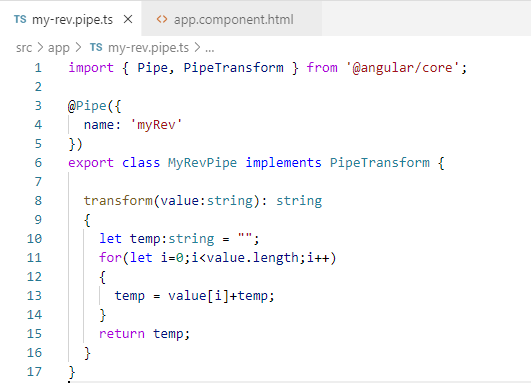 TS my-rev.pipe.ts × <> app.component.html
src > app > TS my-rev.pipe.ts > ...
1 import { Pipe, PipeTransform } from '@angular/core';
2
3 @Pipe({
4   name: 'myRev'
5 })
6 export class MyRevPipe implements PipeTransform {
7
8   transform(value:string): string
9   {
10     let temp:string = "";
11     for(let i=0;i<value.length;i++)
12     {
13       temp = value[i]+temp;
14     }
15     return temp;
16   }
17 }